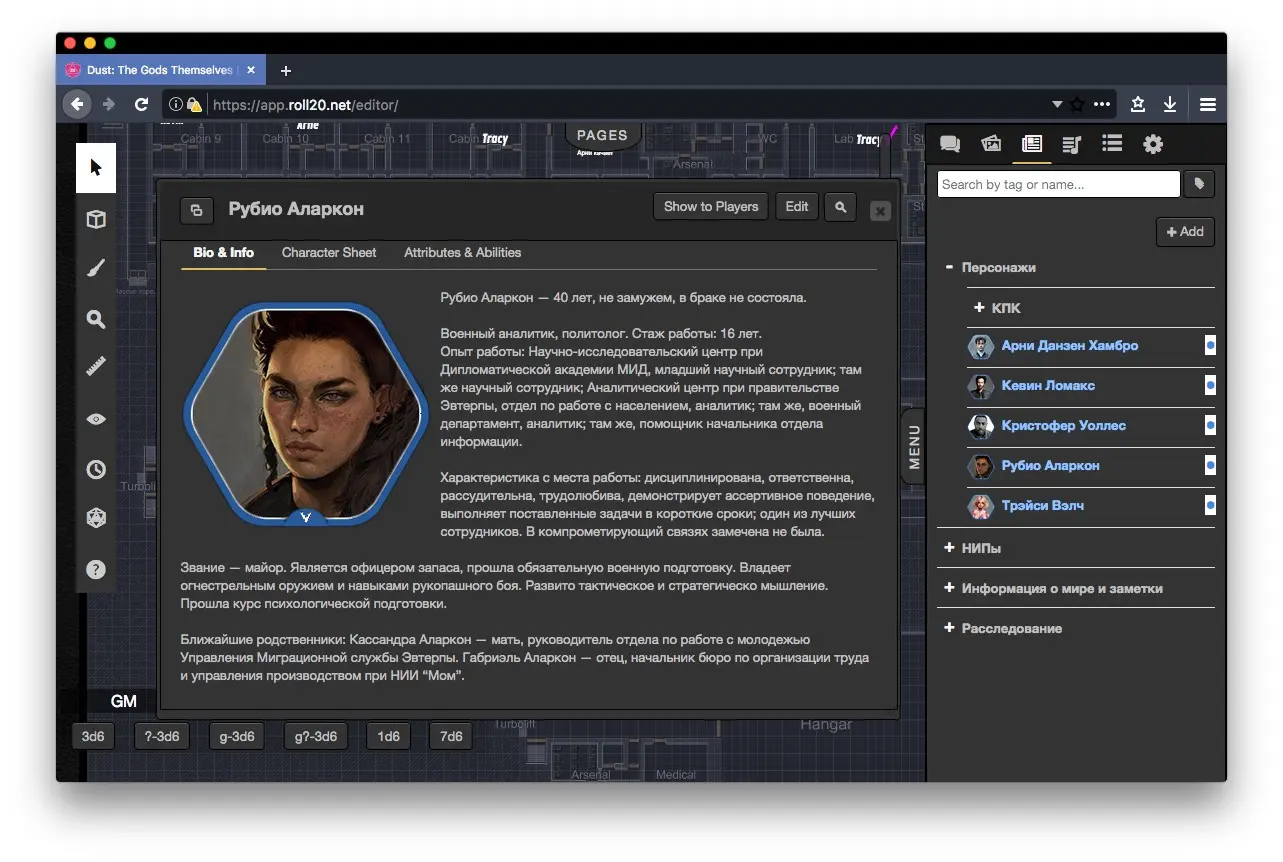 Dust: The Gods Themselves
https://app.roll20.net/editor/
Cabin 9
Cabin 10
Arne
Cabin 11
Cabin
Tracy
PAGES
WC
Lab
Tracy
Arsenal
Рубио Аларкон
Show to Players
Edit
Bio & Info
Character Sheet
Attributes & Abilities
Рубио Аларкон — 40 лет, не замужем, в браке не состояла.
Военный аналитик, политолог. Стаж работы: 16 лет.
Опыт работы: Научно-исследовательский центр при
Дипломатической академии МИД, младший научный сотрудник; там
же научный сотрудник; Аналитический центр при правительстве
Эвтерпы, отдел по работе с населением, аналитик; там же, военный
департамент, аналитик; там же, помощник начальника отдела
информации.
Характеристика с места работы: дисциплинирована, ответственна,
рассудительна, трудолюбива, демонстрирует ассертивное поведение,
выполняет поставленные задачи в короткие сроки; один из лучших
сотрудников. В компрометирующий связях замечена не была.
Звание — майор. Является офицером запаса, прошла обязательную военную подготовку. Владеет
огнестрельным оружием и навыками рукопашного боя. Развито тактическое и стратегическо мышление.
Прошла курс психологической подготовки.
Ближайшие родственники: Кассандра Аларкон — мать, руководитель отдела по работе с молодежью
Управления Миграционной службы Эвтерпы. Габриэль Аларкон — отец, начальник бюро по организации труда
и управления производством при НИИ “Мом”.
MENU
Search by tag or name...
+ Add
- Персонажи
+ КПК
Арни Данзен Хамбро
Кевин Ломакс
Кристофер Уоллес
Рубио Аларкон
Трэйси Вэлч
+ НИПы
+ Информация о мире и заметки
+ Расследование
Turboli
GM
3d6
?-3d6
g-3d6
g?-3d6
1d6
7d6
Turbolift
Hangar
Arsenal
Medical